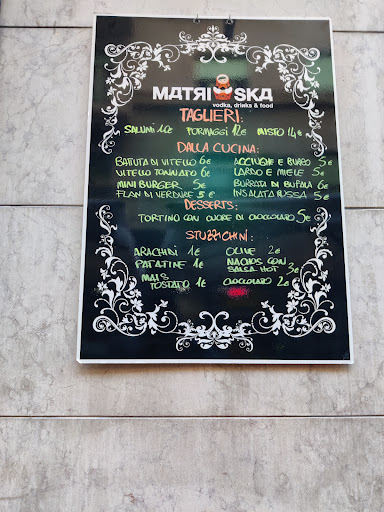 MATRIOSKA
vodka, drinks & food
TAGLIERI:
SALUMI 12€ FORMAGGI 12€ MISTO 14€
DALLA CUCINA:
BATTUTA DI VITELLO 6€ ACCIUGHE E BURRO 5€
VITELLO TONNATO 6€ LARDO E MIELE 5€
MINI BURGER 5€ BURRATA DI BUFALA 6€
FLAN DI VERDURE 5€ INSALATA RUSSA 5€
DESSERTS:
TORTINO CON CUORE DI CIOCCOLATO 5€
STUZZICHINI:
ARACHIDI 1€ OLIVE 2€
PATATINE 1€ NACHOS CON SALSA HOT 3€
MAIS TOSTATO 1€ CIOCCOLATO 2€